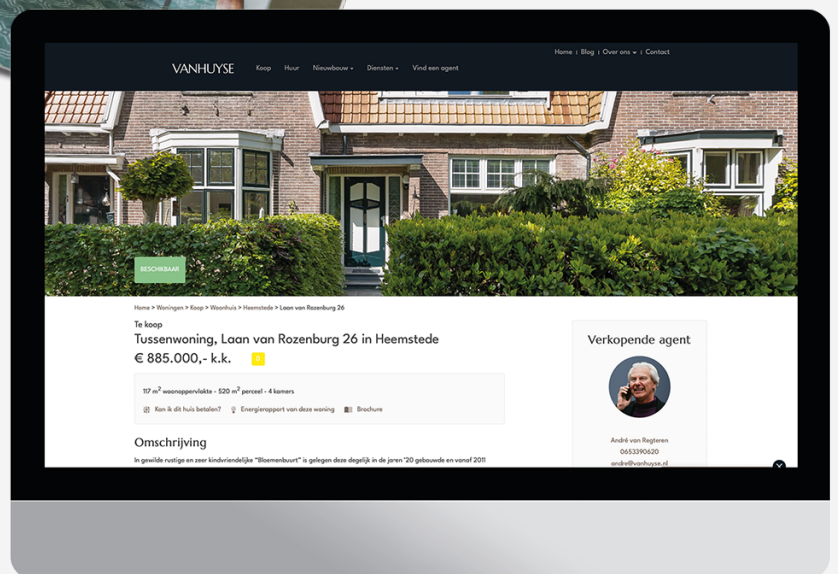 Home | Blog | Over ons | Contact
VANHUYSE Koop Huur Nieuwbouw Diensten Vind een agent
BESCHIKBAAR
Home > Woningen > Koop > Woonhuis > Heemstede > Laan van Rozenburg 26
Te koop
Tussenwoning, Laan van Rozenburg 26 in Heemstede
€ 885.000,- k.k.
117 m² woonoppervlakte - 520 m² perceel - 4 kamers
Kan ik dit huis betalen? Energierapport van deze woning Brochure
Omschrijving
In gewilde rustige en zeer kindvriendelijke “Bloemenbuurt” is gelegen deze degelijk in de jaren ’20 gebouwde en vanaf 2011
Verkopende agent
André van Regteren
0653390620
andre@vanhuyse.nl